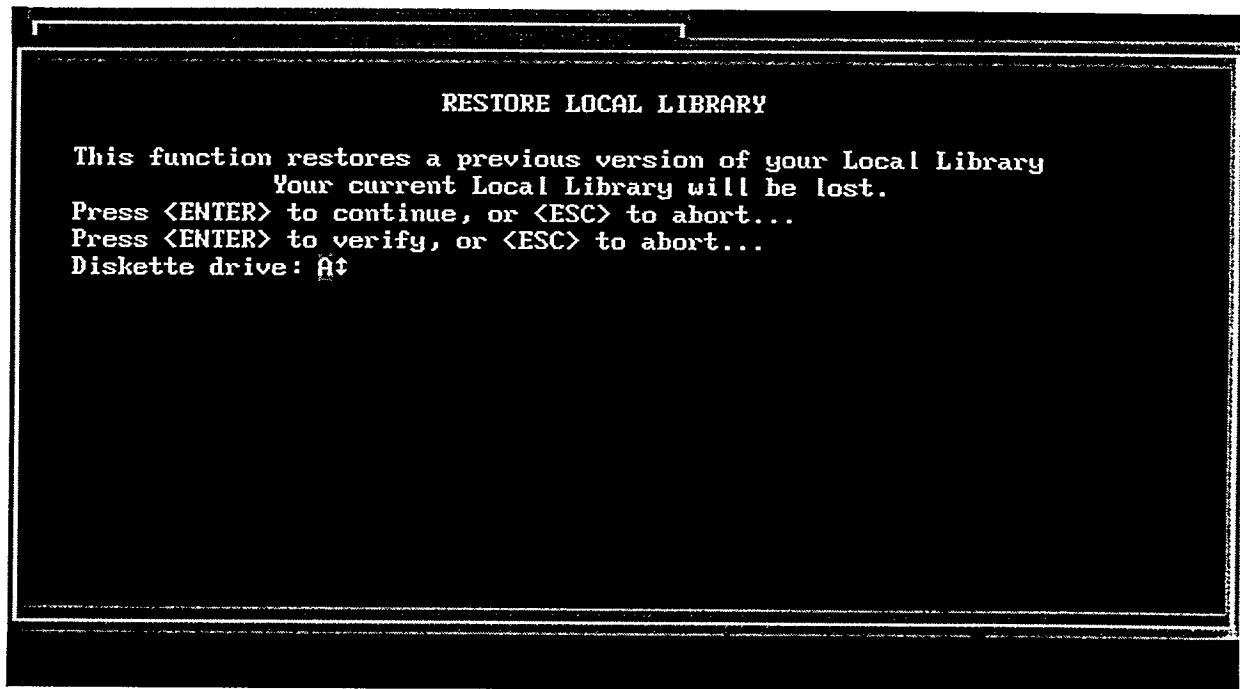 RESTORE LOCAL LIBRARY
This function restores a previous version of your Local Library
Your current Local Library will be lost.
Press <ENTER> to continue, or <ESC> to abort...
Press <ENTER> to verify, or <ESC> to abort...
Diskette drive: A↕